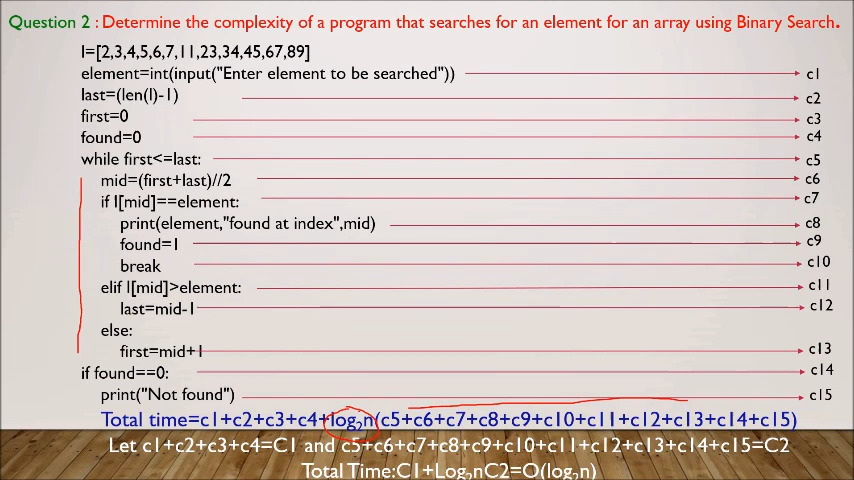 Question 2 : Determine the complexity of a program that searches for an element for an array using Binary Search.
l=[2,3,4,5,6,7,11,23,34,45,67,89]
element=int(input("Enter element to be searched")) c1
last=(len(l)-1) c2
first=0 c3
found=0 c4
while first<=last: c5
mid=(first+last)//2 c6
if l[mid]==element: c7
print(element,"found at index",mid) c8
found=1 c9
break c10
elif l[mid]>element: c11
last=mid-1 c12
else:
first=mid+1 c13
if found==0: c14
print("Not found") c15
Total time=c1+c2+c3+c4+log₂n(c5+c6+c7+c8+c9+c10+c11+c12+c13+c14+c15)
Let c1+c2+c3+c4=C1 and c5+c6+c7+c8+c9+c10+c11+c12+c13+c14+c15=C2
Total Time:C1+Log₂nC2=O(log₂n)